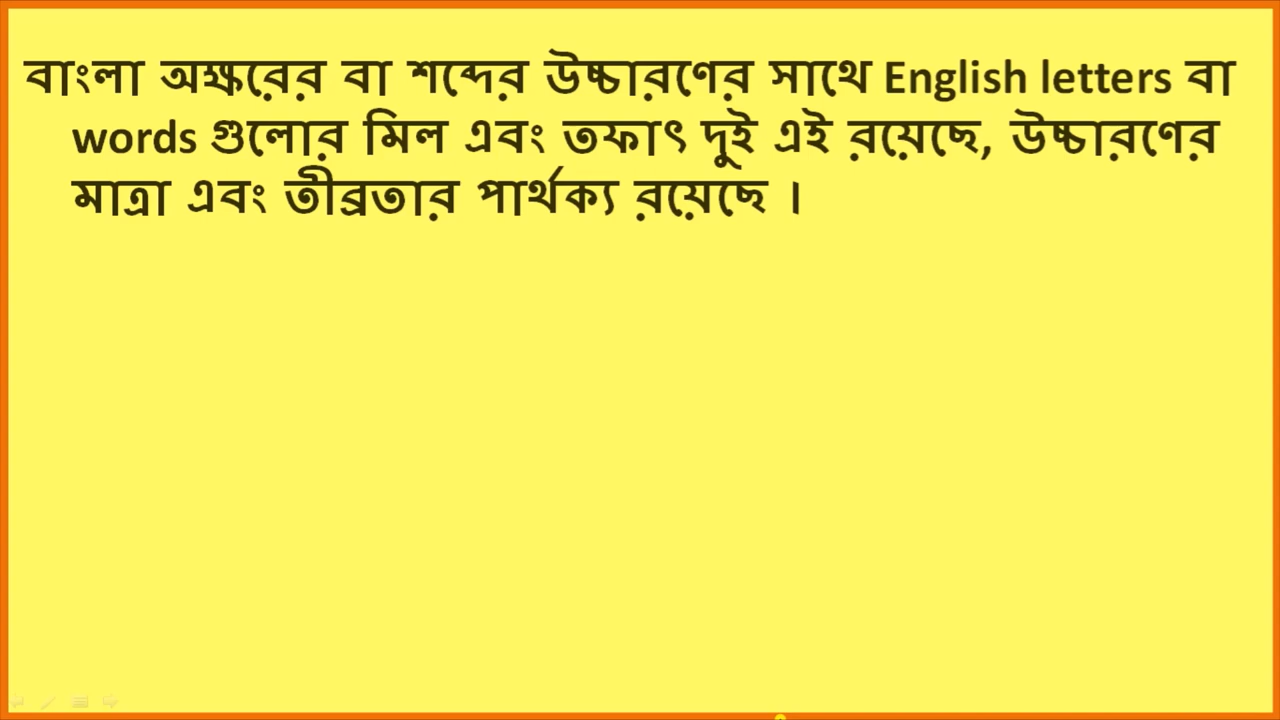 বাংলা অক্ষরের বা শব্দের উচ্চারণের সাথে English letters বা
words গুলোর মিল এবং তফাৎ দুই এই রয়েছে, উচ্চারণের
মাত্রা এবং তীব্রতার পার্থক্য রয়েছে ।